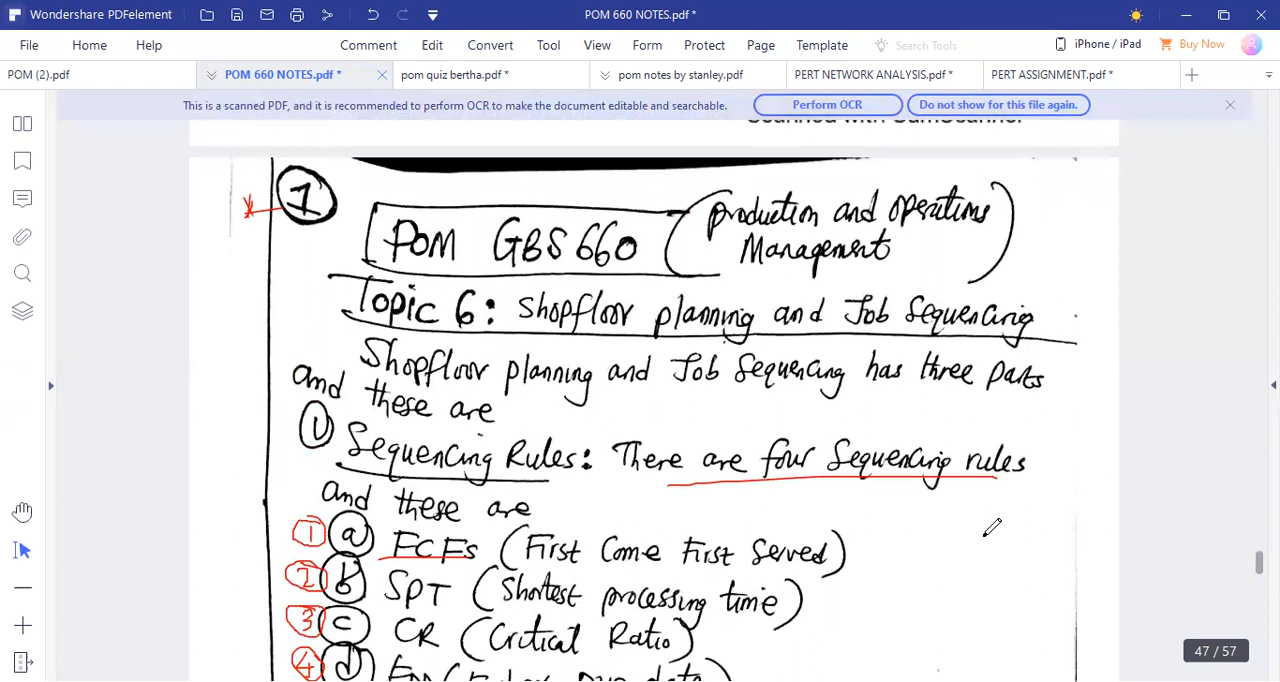 Wondershare PDFelement
POM 660 NOTES.pdf *
File Home Help
Comment Edit Convert Tool View Form Protect Page Template Search Tools
iPhone / iPad Buy Now
POM (2).pdf
POM 660 NOTES.pdf *
pom quiz bertha.pdf *
pom notes by stanley.pdf
PERT NETWORK ANALYSIS.pdf *
PERT ASSIGNMENT.pdf *
This is a scanned PDF, and it is recommended to perform OCR to make the document editable and searchable.
Perform OCR
Do not show for this file again.
Scanned with CamScanner
1
POM GBS 660 (production and operations
Management)
Topic 6: Shopfloor planning and Job Sequencing
Shopfloor planning and Job Sequencing has three parts
and these are
1 Sequencing Rules: There are four Sequencing rules
and these are
1 a FCFs (First Come First Served)
2 b SPT (Shortest processing time)
3 c CR (Critical Ratio)
4 d
47 / 57